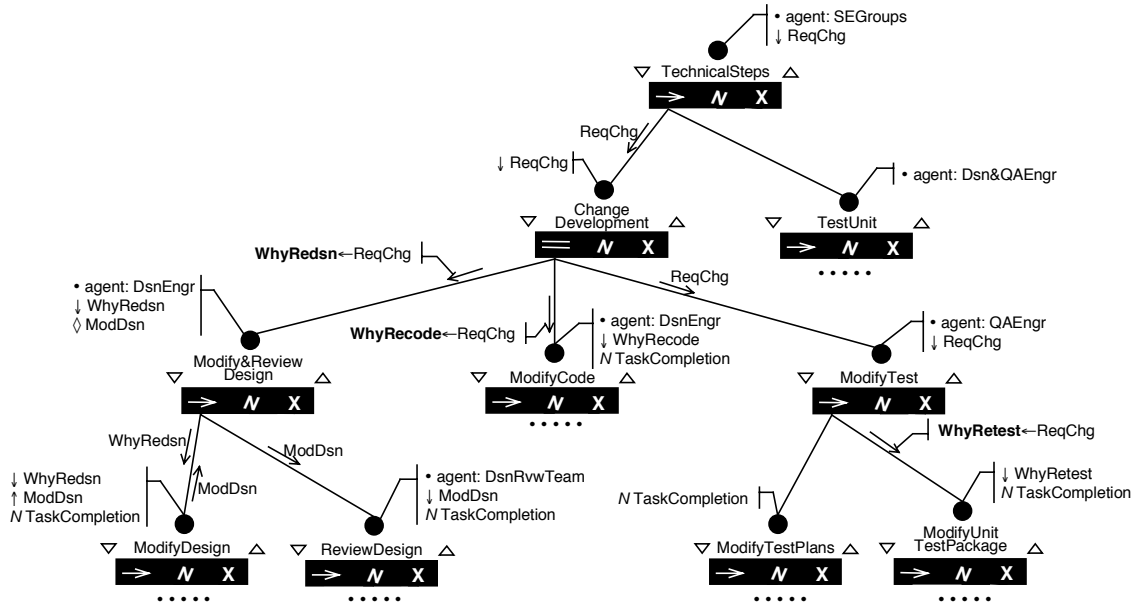 • agent: SEGroups
↓ ReqChg
TechnicalSteps
→ N X
ReqChg
↓ ReqChg
• agent: Dsn&QAEngr
Change
Development
= N X
TestUnit
→ N X
• • • • •
WhyRedsn←ReqChg
ReqChg
• agent: DsnEngr
↓ WhyRedsn
◊ ModDsn
WhyRecode←ReqChg
• agent: DsnEngr
↓ WhyRecode
N TaskCompletion
• agent: QAEngr
↓ ReqChg
Modify&Review
Design
→ N X
ModifyCode
→ N X
• • • • •
ModifyTest
→ N X
WhyRedsn
ModDsn
ModDsn
WhyRetest←ReqChg
↓ WhyRedsn
↑ ModDsn
N TaskCompletion
• agent: DsnRvwTeam
↓ ModDsn
N TaskCompletion
N TaskCompletion
↓ WhyRetest
N TaskCompletion
ModifyDesign
→ N X
• • • • •
ReviewDesign
→ N X
• • • • •
ModifyTestPlans
→ N X
• • • • •
ModifyUnit
TestPackage
→ N X
• • • • •